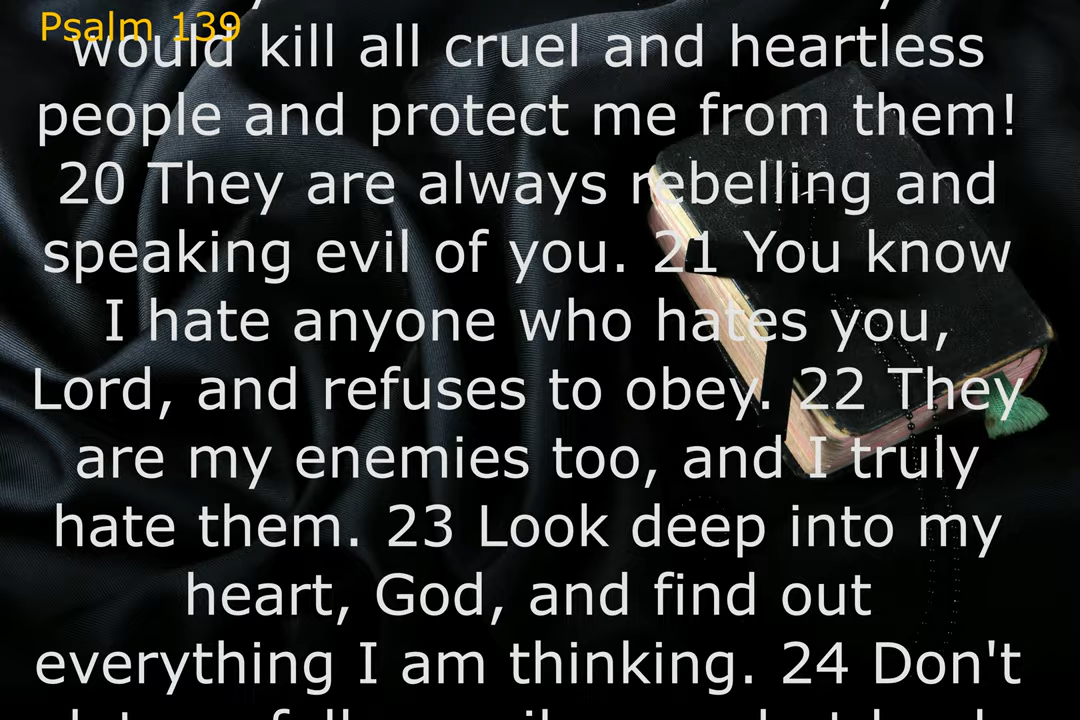 Psalm 139
would kill all cruel and heartless
people and protect me from them!
20 They are always rebelling and
speaking evil of you. 21 You know
I hate anyone who hates you,
Lord, and refuses to obey. 22 They
are my enemies too, and I truly
hate them. 23 Look deep into my
heart, God, and find out
everything I am thinking. 24 Don't